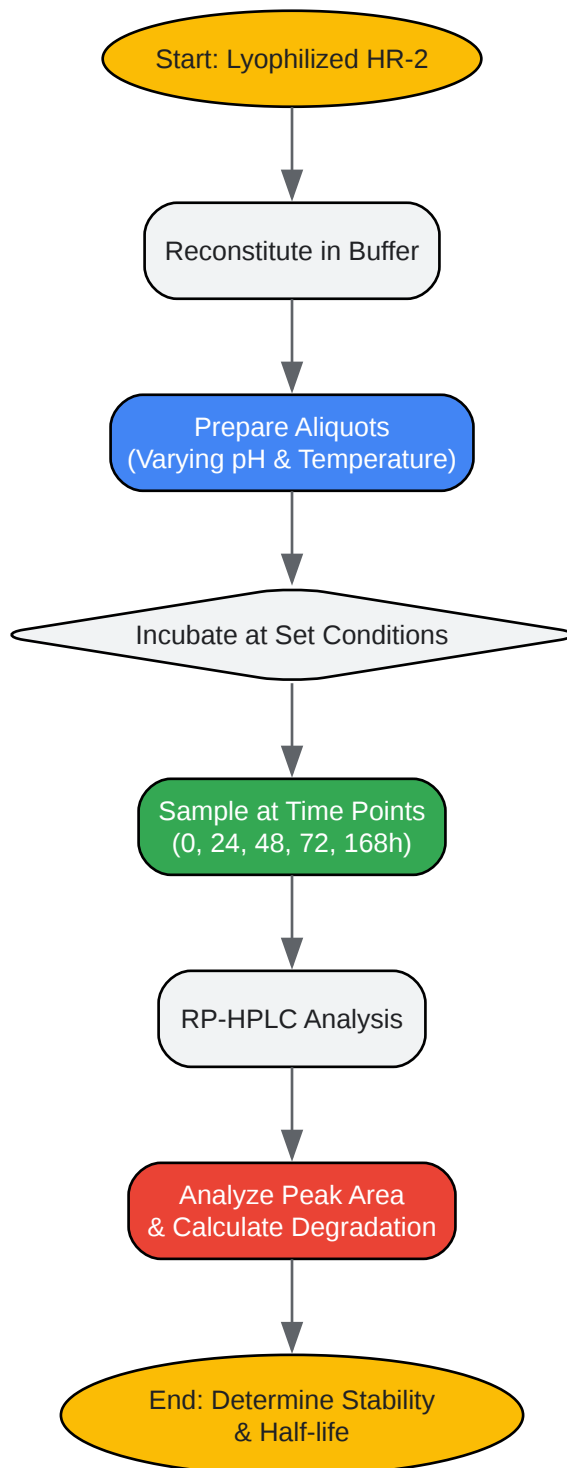 Start: Lyophilized HR-2
Reconstitute in Buffer
Prepare Aliquots
(Varying pH & Temperature)
Incubate at Set Conditions
Sample at Time Points
(0, 24, 48, 72, 168h)
RP-HPLC Analysis
Analyze Peak Area
& Calculate Degradation
End: Determine Stability
& Half-life